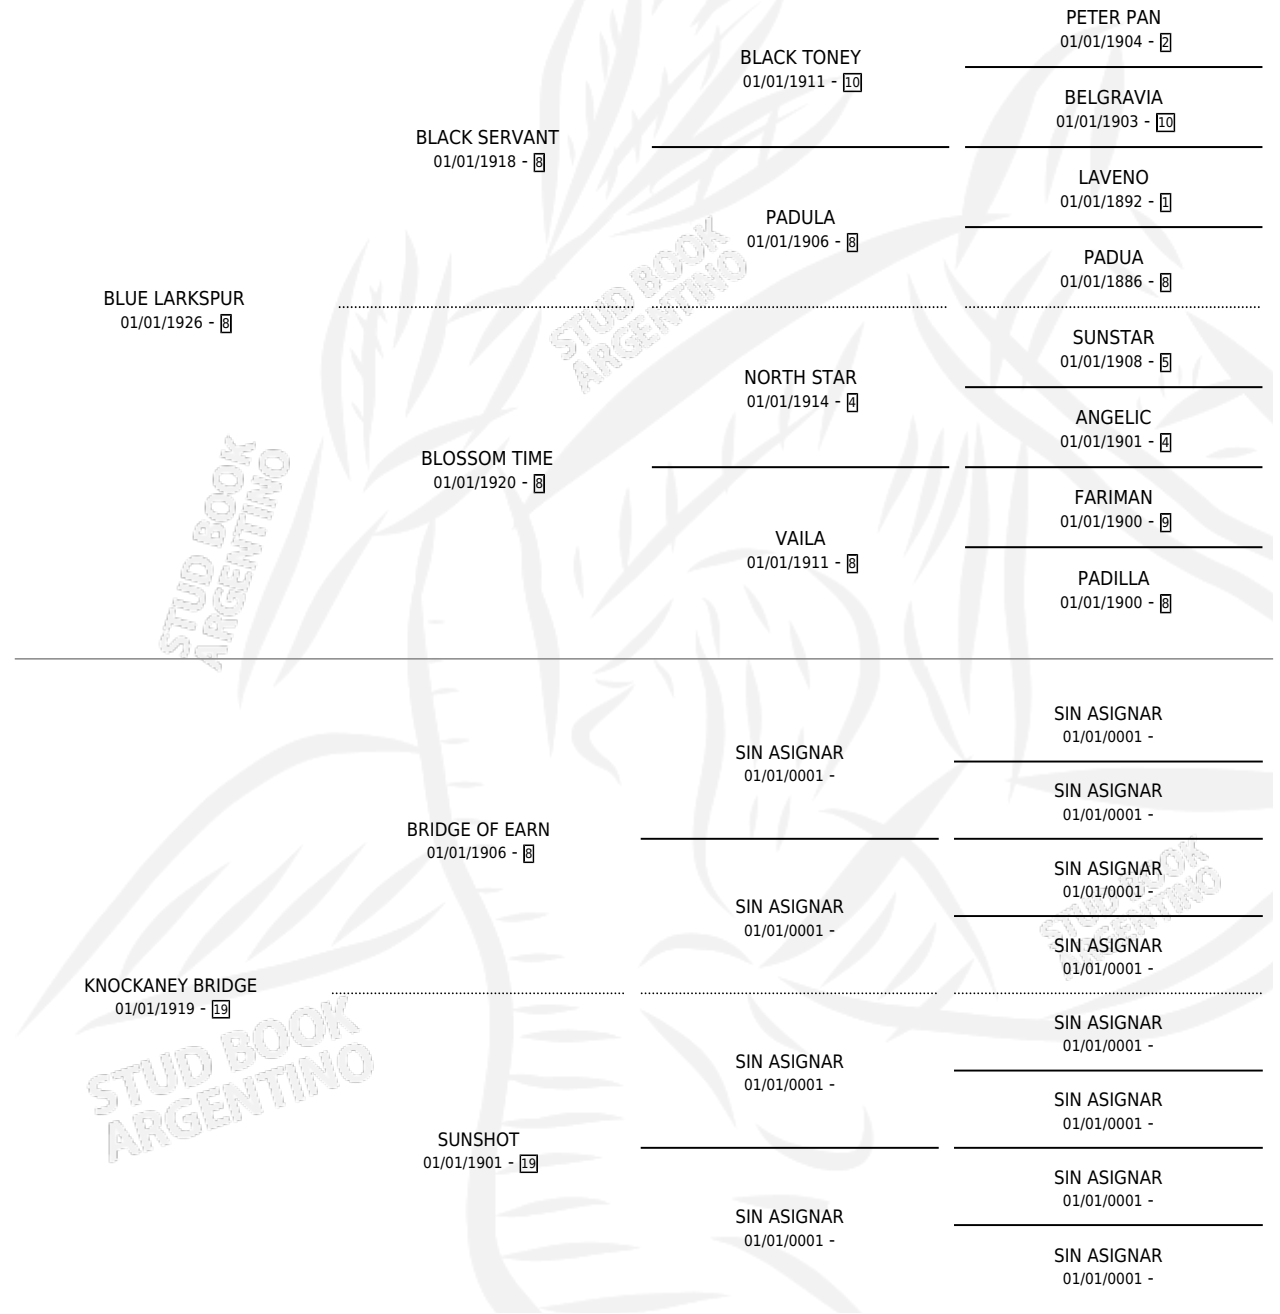 PETER PAN
01/01/1904 - 2
BLACK TONEY
01/01/1911 - 10
BELGRAVIA
01/01/1903 - 10
BLACK SERVANT
01/01/1918 - 8
LAVENO
01/01/1892 - 1
PADULA
01/01/1906 - 8
PADUA
01/01/1886 - 8
BLUE LARKSPUR
01/01/1926 - 8
SUNSTAR
01/01/1908 - 5
NORTH STAR
01/01/1914 - 4
ANGELIC
01/01/1901 - 4
BLOSSOM TIME
01/01/1920 - 8
FARIMAN
01/01/1900 - 9
VAILA
01/01/1911 - 8
PADILLA
01/01/1900 - 8
STUD BOOK
ARGENTINO
STUD BOOK
ARGENTINO
SIN ASIGNAR
01/01/0001 -
SIN ASIGNAR
01/01/0001 -
SIN ASIGNAR
01/01/0001 -
BRIDGE OF EARN
01/01/1906 - 8
SIN ASIGNAR
01/01/0001 -
SIN ASIGNAR
01/01/0001 -
SIN ASIGNAR
01/01/0001 -
KNOCKANEY BRIDGE
01/01/1919 - 19
SIN ASIGNAR
01/01/0001 -
SIN ASIGNAR
01/01/0001 -
SIN ASIGNAR
01/01/0001 -
SUNSHOT
01/01/1901 - 19
SIN ASIGNAR
01/01/0001 -
SIN ASIGNAR
01/01/0001 -
SIN ASIGNAR
01/01/0001 -
STUD BOOK
ARGENTINO
STUD BOOK
ARGENTINO